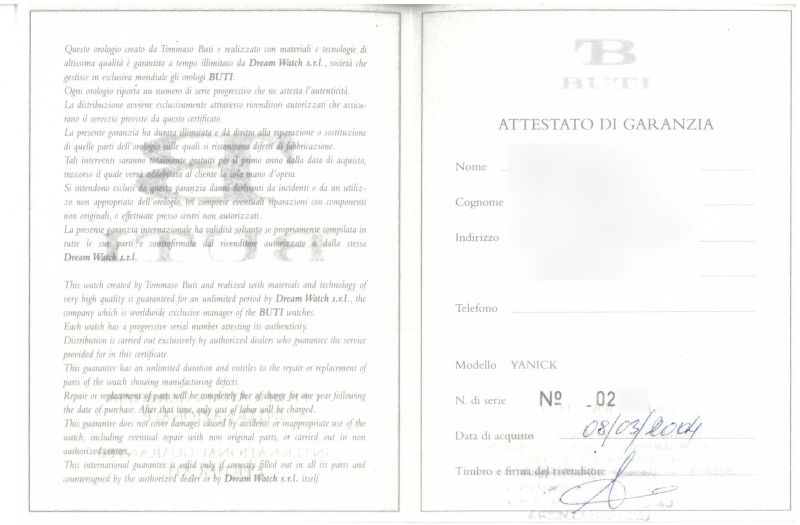 Questo orologio creato da Tommaso Buti e realizzato con materiali e tecnologie di
altissima qualità è garantito a tempo illimitato da Dream Watch s.r.l., società che
gestisce in esclusiva mondiale gli orologi BUTI.
Ogni orologio riporta un numero di serie progressivo che ne attesta l'autenticità.
La distribuzione avviene esclusivamente attraverso rivenditori autorizzati che assicu-
rano il servizio previsto da questo certificato.
La presente garanzia ha durata illimitata e dà diritto alla riparazione o sostituzione
di quelle parti dell'orologio sulle quali si riscontrano difetti di fabbricazione.
Tali interventi saranno totalmente gratuiti per il primo anno dalla data di acquisto,
trascorso il quale verrà addebitata al cliente la sola mano d'opera.
Si intendono esclusi da questa garanzia danni derivanti da incidenti o da un utiliz-
zo non appropriato dell'orologio, ivi comprese eventuali riparazioni con componenti
non originali, o effettuate presso centri non autorizzati.
La presente garanzia internazionale ha validità soltanto se propriamente compilata in
tutte le sue parti e controfirmata dal rivenditore autorizzato o dalla stessa
Dream Watch s.r.l.
This watch created by Tommaso Buti and realized with materials and technology of
very high quality is guaranteed for an unlimited period by Dream Watch s.r.l., the
company which is worldwide exclusive manager of the BUTI watches.
Each watch has a progressive serial number attesting its authenticity.
Distribution is carried out exclusively by authorized dealers who guarantee the service
provided for in this certificate.
This guarantee has an unlimited duration and entitles to the repair or replacement of
parts of the watch showing manufacturing defects.
Repair or replacement of parts will be completely free of charge for one year following
the date of purchase. After that time, only cost of labor will be charged.
This guarantee does not cover damages caused by accidents or inappropriate use of the
watch, including eventual repair with non original parts, or carried out in non
authorized centers.
This international guarantee is valid only if correctly filled out in all its parts and
countersigned by the authorized dealer or by Dream Watch s.r.l. itself.
BUTI
ATTESTATO DI GARANZIA
Nome
Cognome
Indirizzo
Telefono
Modello YANICK
N. di serie Nº 02
Data di acquisto 08/03/2004
Timbro e firma del rivenditore